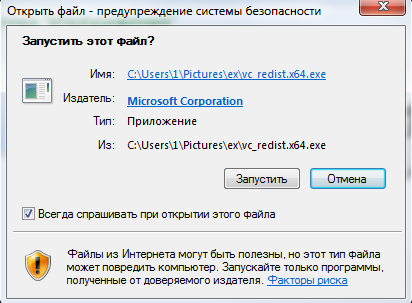 Открыть файл - предупреждение системы безопасности
Запустить этот файл?
Имя: C:\Users\1\Pictures\ex\vc_redist.x64.exe
Издатель: Microsoft Corporation
Тип: Приложение
Из: C:\Users\1\Pictures\ex\vc_redist.x64.exe
Запустить Отмена
Всегда спрашивать при открытии этого файла
Файлы из Интернета могут быть полезны, но этот тип файла
может повредить компьютер. Запускайте только программы,
полученные от доверяемого издателя. Факторы риска